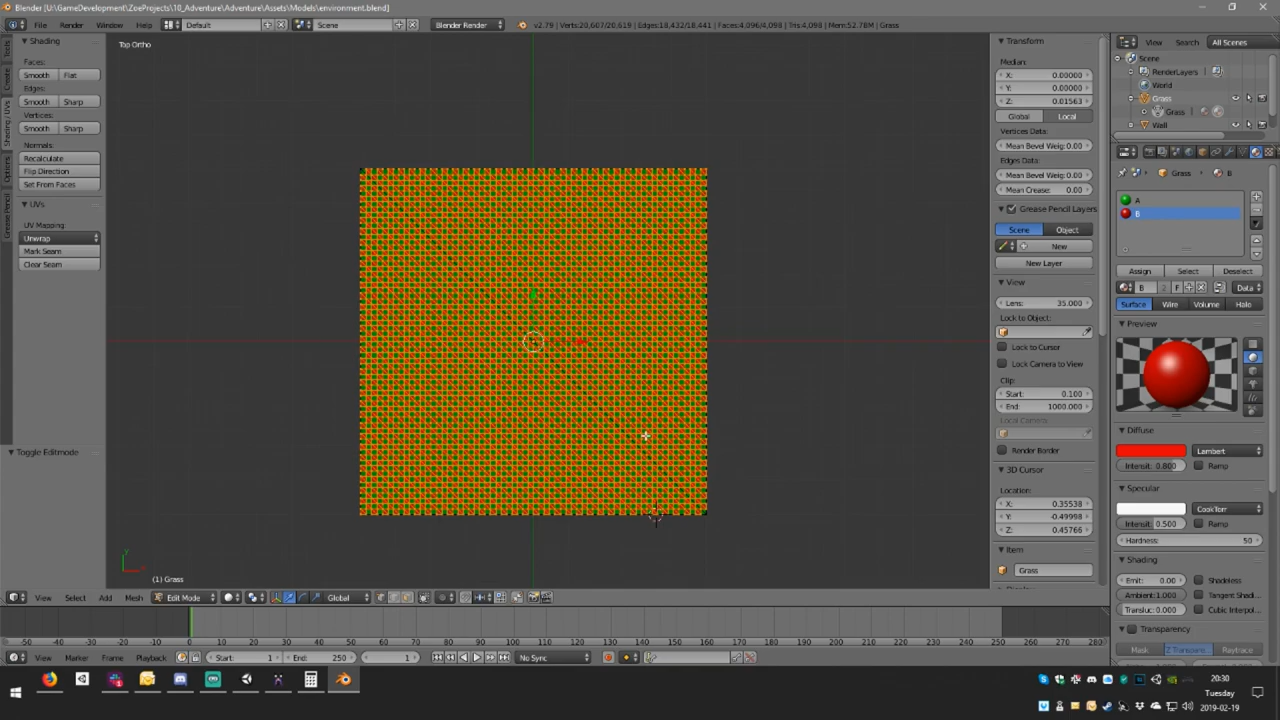 Blender [U:\GameDevelopment\ZoeProjects\10_Adventure\Adventure\Assets\Models\environment.blend]
File Render Window Help Default Scene Blender Render v2.79 | Verts:20,607/20,619 | Edges:18,432/18,441 | Faces:4,096/4,098 | Tris:4,098 | Mem:52.78M | Grass
Shading
Faces:
Smooth Flat
Edges:
Smooth Sharp
Vertices:
Smooth Sharp
Normals:
Recalculate
Flip Direction
Set From Faces
UVs
UV Mapping:
Unwrap
Mark Seam
Clear Seam
Tools
Create
Shading / UVs
Options
Grease Pencil
Toggle Editmode
Top Ortho
(1) Grass
Transform
Median:
X: 0.00000
Y: 0.00000
Z: 0.01563
Global Local
Vertices Data:
Mean Bevel Weig:0.00
Edges Data:
Mean Bevel Weig:0.00
Mean Crease: 0.00
Grease Pencil Layers
Scene Object
New
New Layer
View
Lens: 35.000
Lock to Object:
Lock to Cursor
Lock Camera to View
Clip:
Start: 0.100
End: 1000.000
Local Camera:
Render Border
3D Cursor
Location:
X: 0.35538
Y: -0.49998
Z: 0.45766
Item
Grass
View Search All Scenes
Scene
RenderLayers
World
Grass
Grass
Wall
Grass B
A
B
Assign Select Deselect
B 2 F Data
Surface Wire Volume Halo
Preview
Diffuse
Lambert
Intensit: 0.800 Ramp
Specular
CookTorr
Intensit: 0.500 Ramp
Hardness: 50
Shading
Emit: 0.00 Shadeless
Ambient:1.000 Tangent Shadi...
Transluc:0.000 Cubic Interpol...
Transparency
Mask Z Transpare... Raytrace
View Select Add Mesh Edit Mode Global
-50 -40 -30 -20 -10 0 10 20 30 40 50 60 70 80 90 100 110 120 130 140 150 160 170 180 190 200 210 220 230 240 250 260 270 280
View Marker Frame Playback Start: 1 End: 250 1 No Sync
20:30
Tuesday
2019-02-19